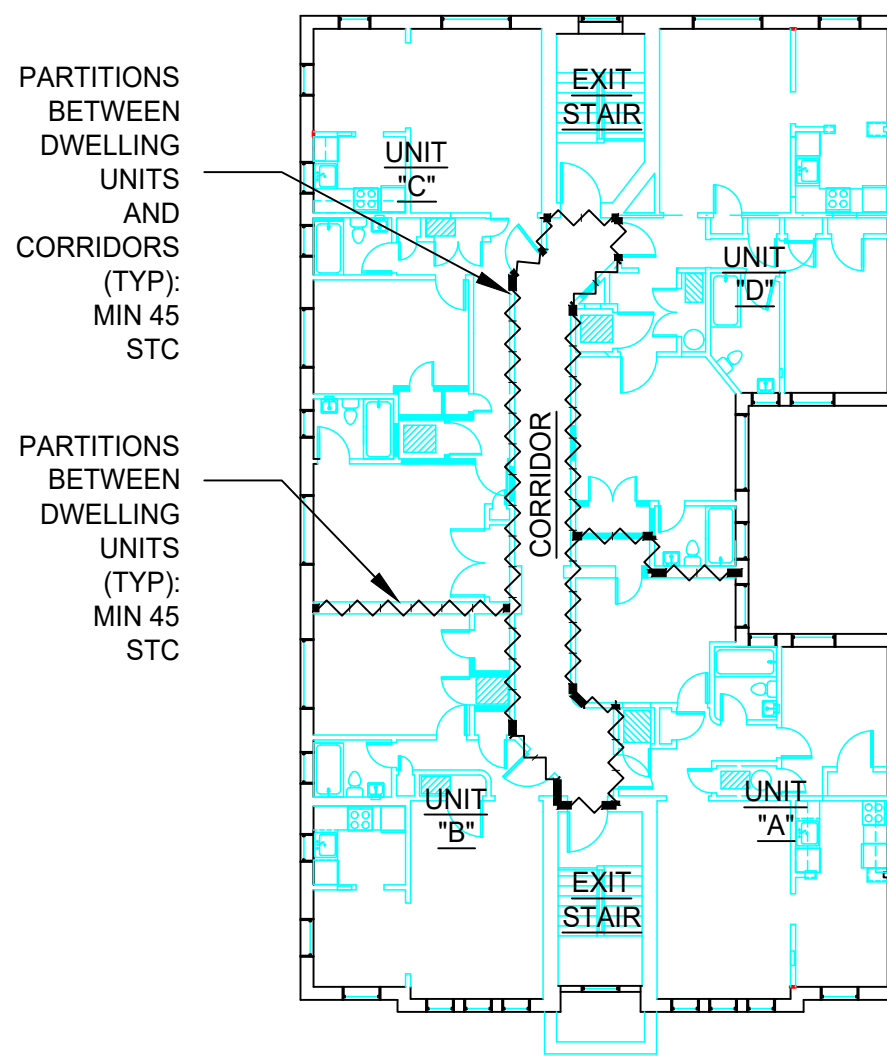 PARTITIONS
BETWEEN
DWELLING
UNITS
AND
CORRIDORS
(TYP):
MIN 45
STC
PARTITIONS
BETWEEN
DWELLING
UNITS
(TYP):
MIN 45
STC
EXIT
STAIR
UNIT
"C"
UNIT
"D"
CORRIDOR
UNIT
"B"
UNIT
"A"
EXIT
STAIR